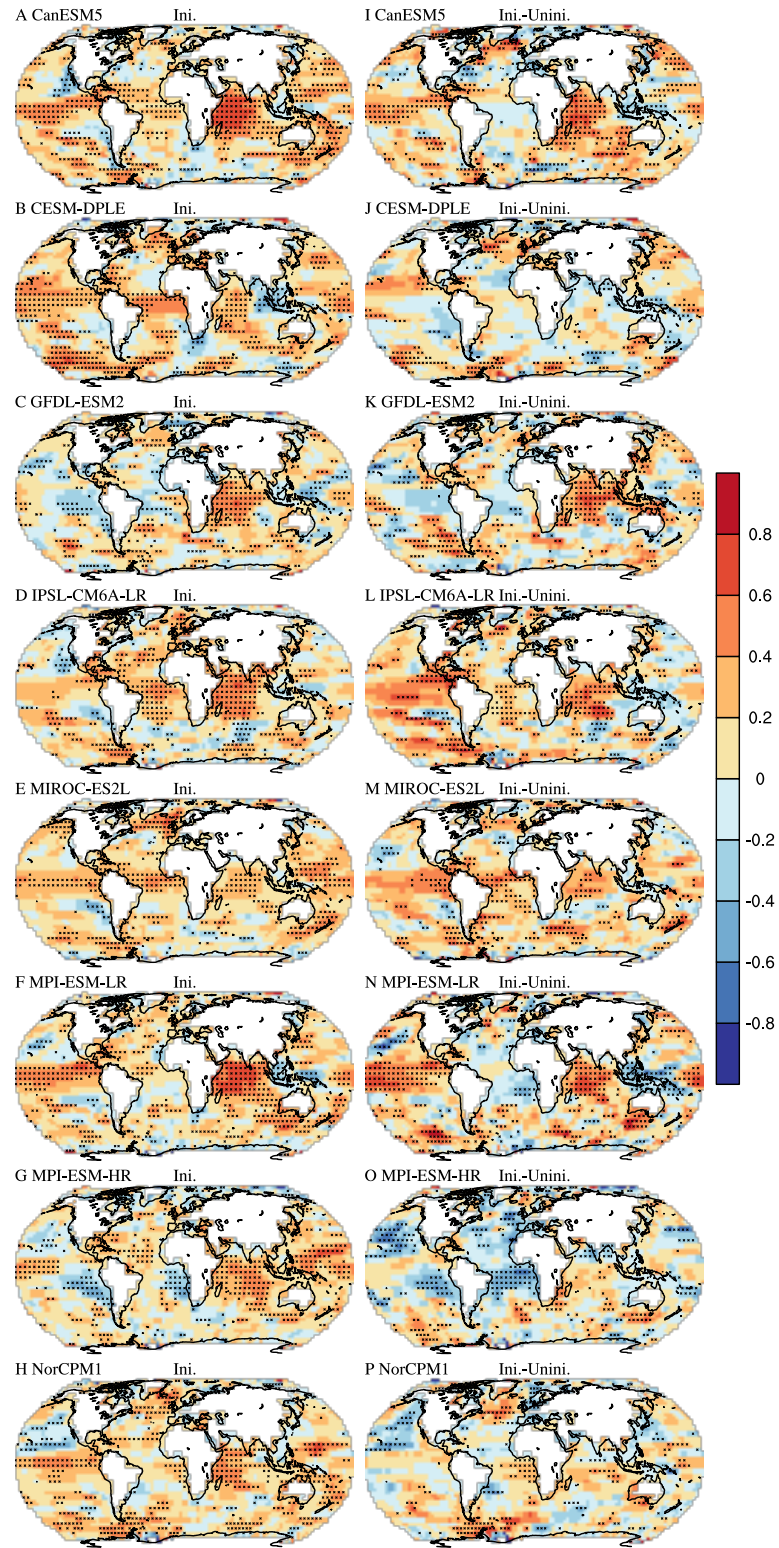 A CanESM5 Ini.
I CanESM5 Ini.-Unini.
B CESM-DPLE Ini.
J CESM-DPLE Ini.-Unini.
C GFDL-ESM2 Ini.
K GFDL-ESM2 Ini.-Unini.
D IPSL-CM6A-LR Ini.
L IPSL-CM6A-LR Ini.-Unini.
E MIROC-ES2L Ini.
M MIROC-ES2L Ini.-Unini.
F MPI-ESM-LR Ini.
N MPI-ESM-LR Ini.-Unini.
G MPI-ESM-HR Ini.
O MPI-ESM-HR Ini.-Unini.
H NorCPM1 Ini.
P NorCPM1 Ini.-Unini.
0.8
0.6
0.4
0.2
0
-0.2
-0.4
-0.6
-0.8